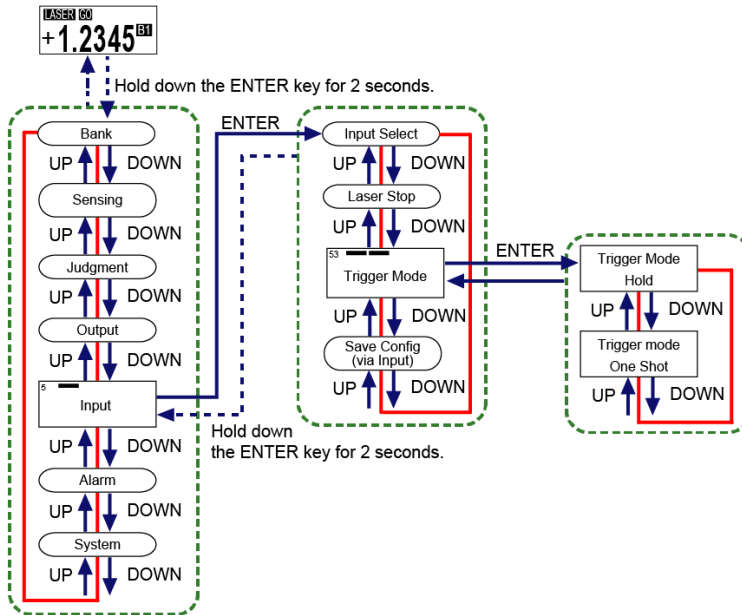 LASER GO
+1.2345 B1
Hold down the ENTER key for 2 seconds.
Bank
UP DOWN
Sensing
UP DOWN
Judgment
UP DOWN
Output
UP DOWN
5
Input
UP DOWN
Alarm
UP DOWN
System
UP DOWN
ENTER
Input Select
UP DOWN
Laser Stop
UP DOWN
53
Trigger Mode
UP DOWN
Save Config
(via Input)
UP DOWN
Hold down
the ENTER key for 2 seconds.
ENTER
Trigger Mode
Hold
UP DOWN
Trigger mode
One Shot
UP DOWN